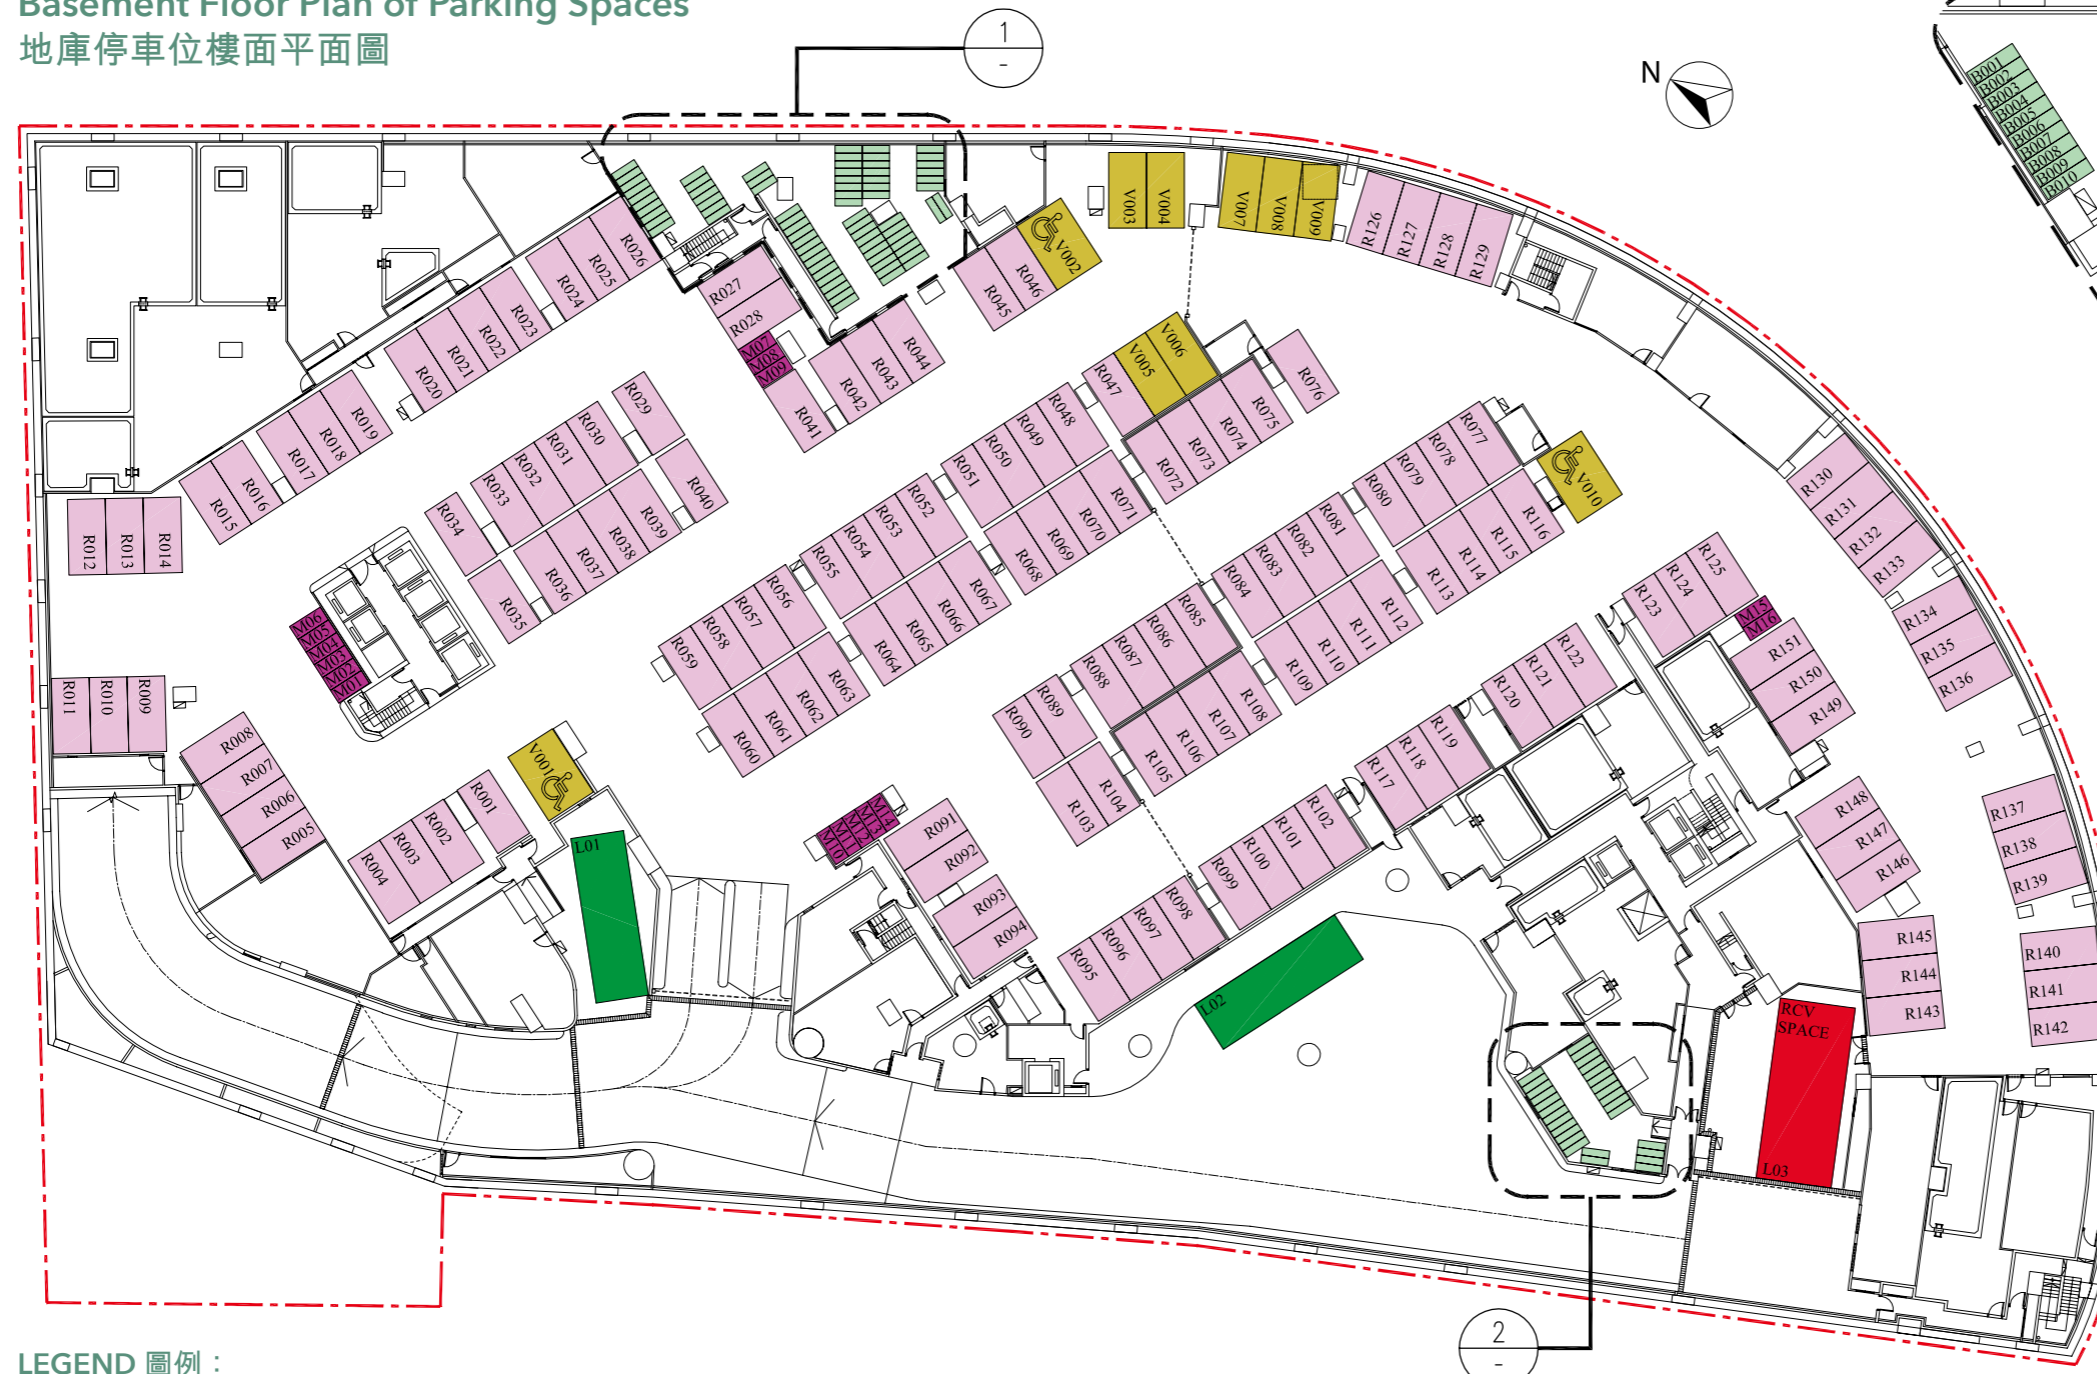 Basement Floor Plan of Parking Spaces
地庫停車位樓面平面圖
1
-
N
B001
B002
B003
B004
B005
B006
B007
B008
B009
B010
V003
V004
V007
V008
V009
R126
R127
R128
R129
V002
R046
R045
R026
R025
R024
R023
R022
R021
R020
R019
R018
R017
R016
R015
R014
R013
R012
R027
R028
M07
M08
M09
R041
R042
R043
R044
R029
R030
R031
R032
R033
R034
R035
R036
R037
R038
R039
R040
V006
V005
R047
R048
R049
R050
R051
R052
R053
R054
R055
R056
R057
R058
R059
R060
R061
R062
R063
R064
R065
R066
R067
R068
R069
R070
R071
R072
R073
R074
R075
R076
R077
R078
R079
R080
R081
R082
R083
R084
R085
R086
R087
R088
R089
R090
R103
R104
R105
R106
R107
R108
R109
R110
R111
R112
R113
R114
R115
R116
V010
R130
R131
R132
R133
R134
R135
R136
R125
R124
R123
M15
M16
R151
R150
R149
R122
R121
R120
R119
R118
R117
R102
R101
R100
R099
R098
R097
R096
R095
M06
M05
M04
M03
M02
M01
R011
R010
R009
R008
R007
R006
R005
R004
R003
R002
R001
V001
L01
M10
M11
M12
M13
M14
R091
R092
R093
R094
L02
R148
R147
R146
R137
R138
R139
R145
R144
R143
R140
R141
R142
RCV
SPACE
L03
2
-
LEGEND 圖例：